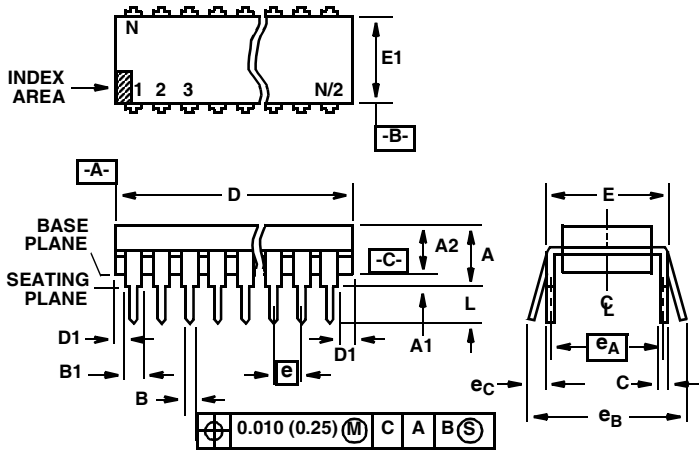 N
E1
INDEX
AREA
1 2 3 N/2
-B-
-A-
D
E
BASE
PLANE
A2
A
-C-
SEATING
PLANE
L
C
L
D1
A1
D1
eA
B1
e
eC
C
B
eB
0.010 (0.25) M C A B S